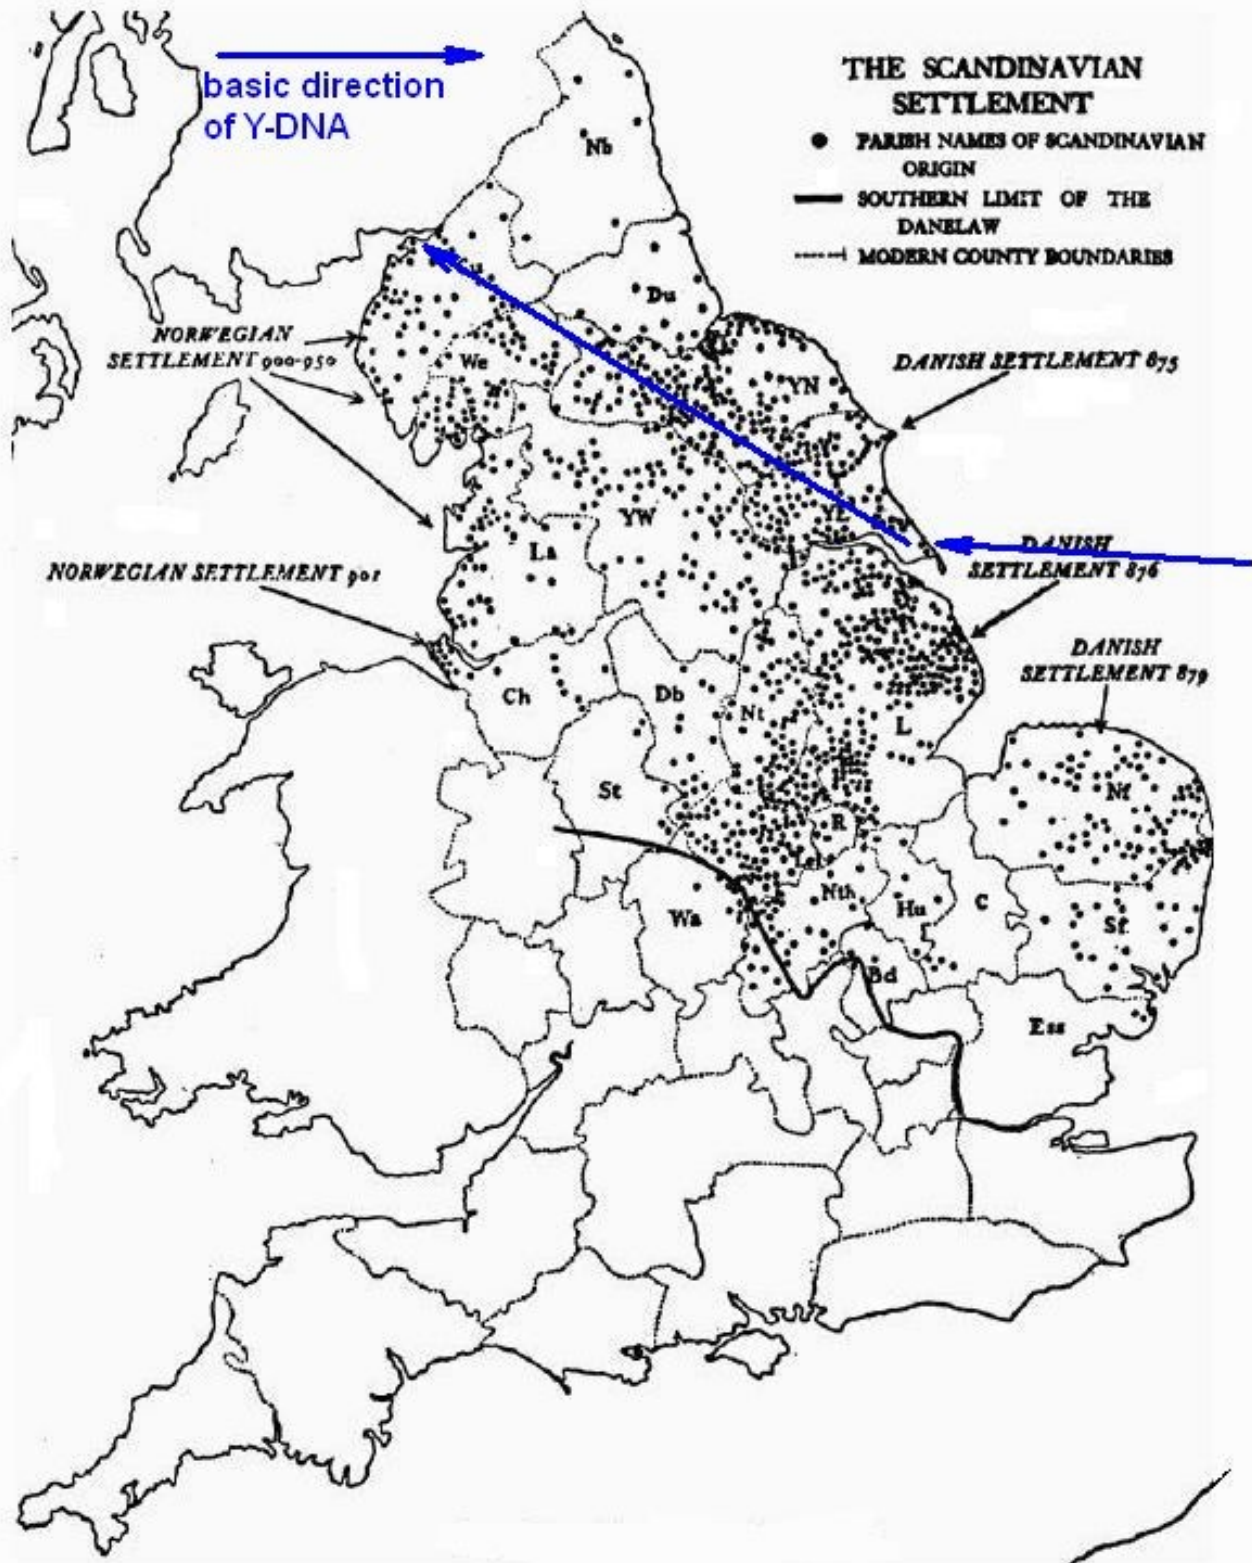 basic direction
of Y-DNA
THE SCANDINAVIAN
SETTLEMENT
PARISH NAMES OF SCANDINAVIAN
ORIGIN
SOUTHERN LIMIT OF THE
DANELAW
MODERN COUNTY BOUNDARIES
Nb
Du
NORWEGIAN
SETTLEMENT 900-950
We
YN
DANISH SETTLEMENT 875
YW
La
DANISH
SETTLEMENT 876
NORWEGIAN SETTLEMENT 901
DANISH
SETTLEMENT 879
Ch
Db
Nt
L
St
Nf
R
Nth
Wa
Hu
C
Sf
Bd
Ess